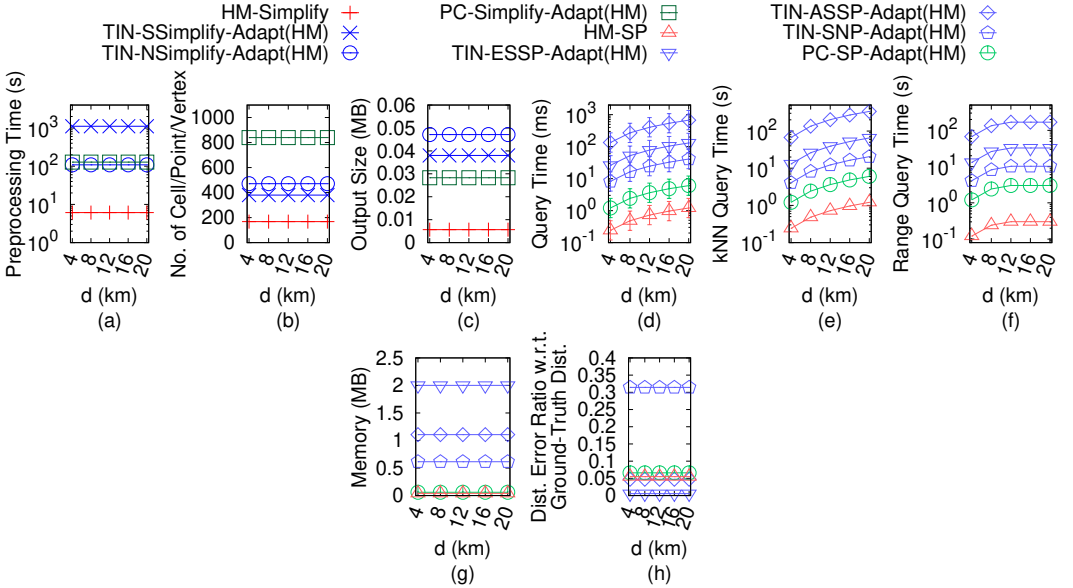 HM-Simplify
TIN-SSimplify-Adapt(HM)
TIN-NSimplify-Adapt(HM)
PC-Simplify-Adapt(HM)
HM-SP
TIN-ESSP-Adapt(HM)
TIN-ASSP-Adapt(HM)
TIN-SNP-Adapt(HM)
PC-SP-Adapt(HM)
Preprocessing Time (s)
10^3
10^2
10^1
10^0
4 8 12 16 20
d (km)
(a)
No. of Cell/Point/Vertex
1000
800
600
400
200
0
4 8 12 16 20
d (km)
(b)
Output Size (MB)
0.06
0.05
0.04
0.03
0.02
0.01
0
4 8 12 16 20
d (km)
(c)
Query Time (ms)
10^3
10^2
10^1
10^0
10^-1
4 8 12 16 20
d (km)
(d)
kNN Query Time (s)
10^2
10^1
10^0
10^-1
4 8 12 16 20
d (km)
(e)
Range Query Time (s)
10^2
10^1
10^0
10^-1
4 8 12 16 20
d (km)
(f)
Memory (MB)
2.5
2
1.5
1
0.5
0
4 8 12 16 20
d (km)
(g)
Dist. Error Ratio w.r.t.
Ground-Truth Dist.
0.4
0.35
0.3
0.25
0.2
0.15
0.1
0.05
0
4 8 12 16 20
d (km)
(h)